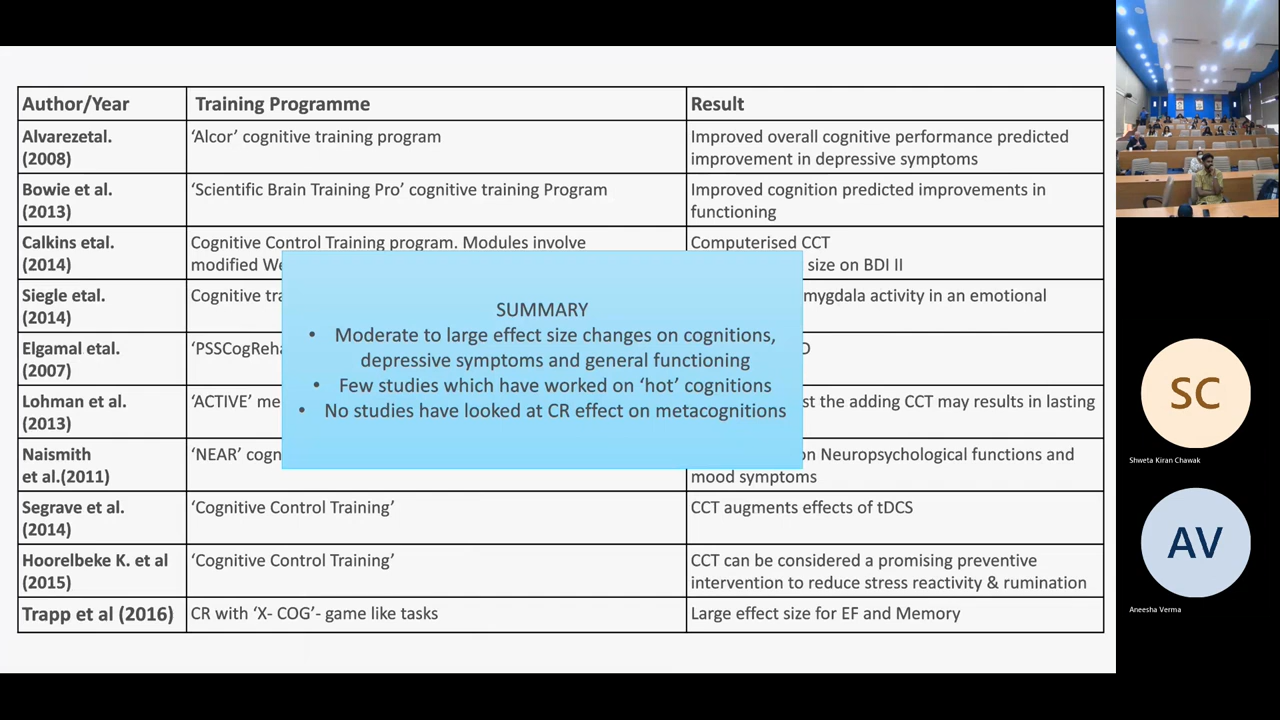 Author/Year Training Programme Result
Alvarezetal. ‘Alcor’ cognitive training program Improved overall cognitive performance predicted
(2008) improvement in depressive symptoms
Bowie et al. ‘Scientific Brain Training Pro’ cognitive training Program Improved cognition predicted improvements in
(2013) functioning
Calkins etal. Cognitive Control Training program. Modules involve Computerised CCT
(2014) modified size on BDI II
Siegle etal. Cognitive activity in an emotional
(2014)
Elgamal etal.
(2007)
Lohman et al. ‘ACTIVE’ the adding CCT may results in lasting
(2013)
Naismith ‘NEAR’ Neuropsychological functions and
et al.(2011) mood symptoms
Segrave et al. ‘Cognitive Control Training’ CCT augments effects of tDCS
(2014)
Hoorelbeke K. et al ‘Cognitive Control Training’ CCT can be considered a promising preventive
(2015) intervention to reduce stress reactivity & rumination
Trapp et al (2016) CR with ‘X- COG’- game like tasks Large effect size for EF and Memory
SUMMARY
• Moderate to large effect size changes on cognitions,
depressive symptoms and general functioning
• Few studies which have worked on ‘hot’ cognitions
• No studies have looked at CR effect on metacognitions
SC
Shweta Kiran Chawak
AV
Aneesha Verma